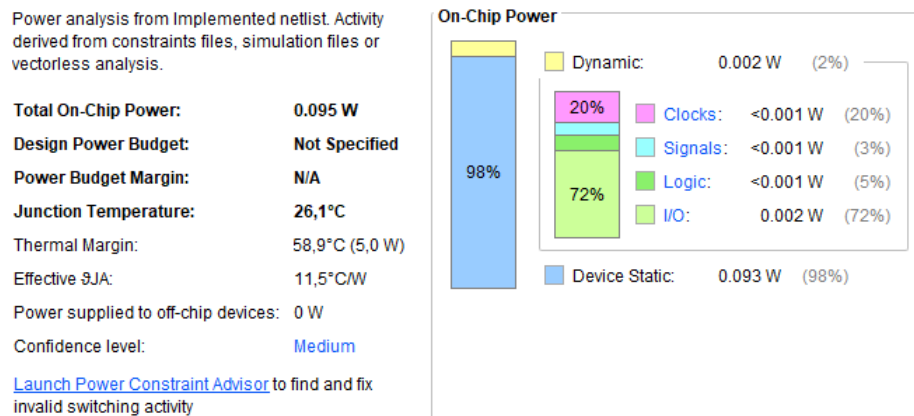 Power analysis from Implemented netlist. Activity
derived from constraints files, simulation files or
vectorless analysis.
Total On-Chip Power: 0.095 W
Design Power Budget: Not Specified
Power Budget Margin: N/A
Junction Temperature: 26,1°C
Thermal Margin: 58,9°C (5,0 W)
Effective ϑJA: 11,5°C/W
Power supplied to off-chip devices: 0 W
Confidence level: Medium
Launch Power Constraint Advisor to find and fix
invalid switching activity
On-Chip Power
98%
Dynamic: 0.002 W (2%)
20%
72%
Clocks: <0.001 W (20%)
Signals: <0.001 W (3%)
Logic: <0.001 W (5%)
I/O: 0.002 W (72%)
Device Static: 0.093 W (98%)